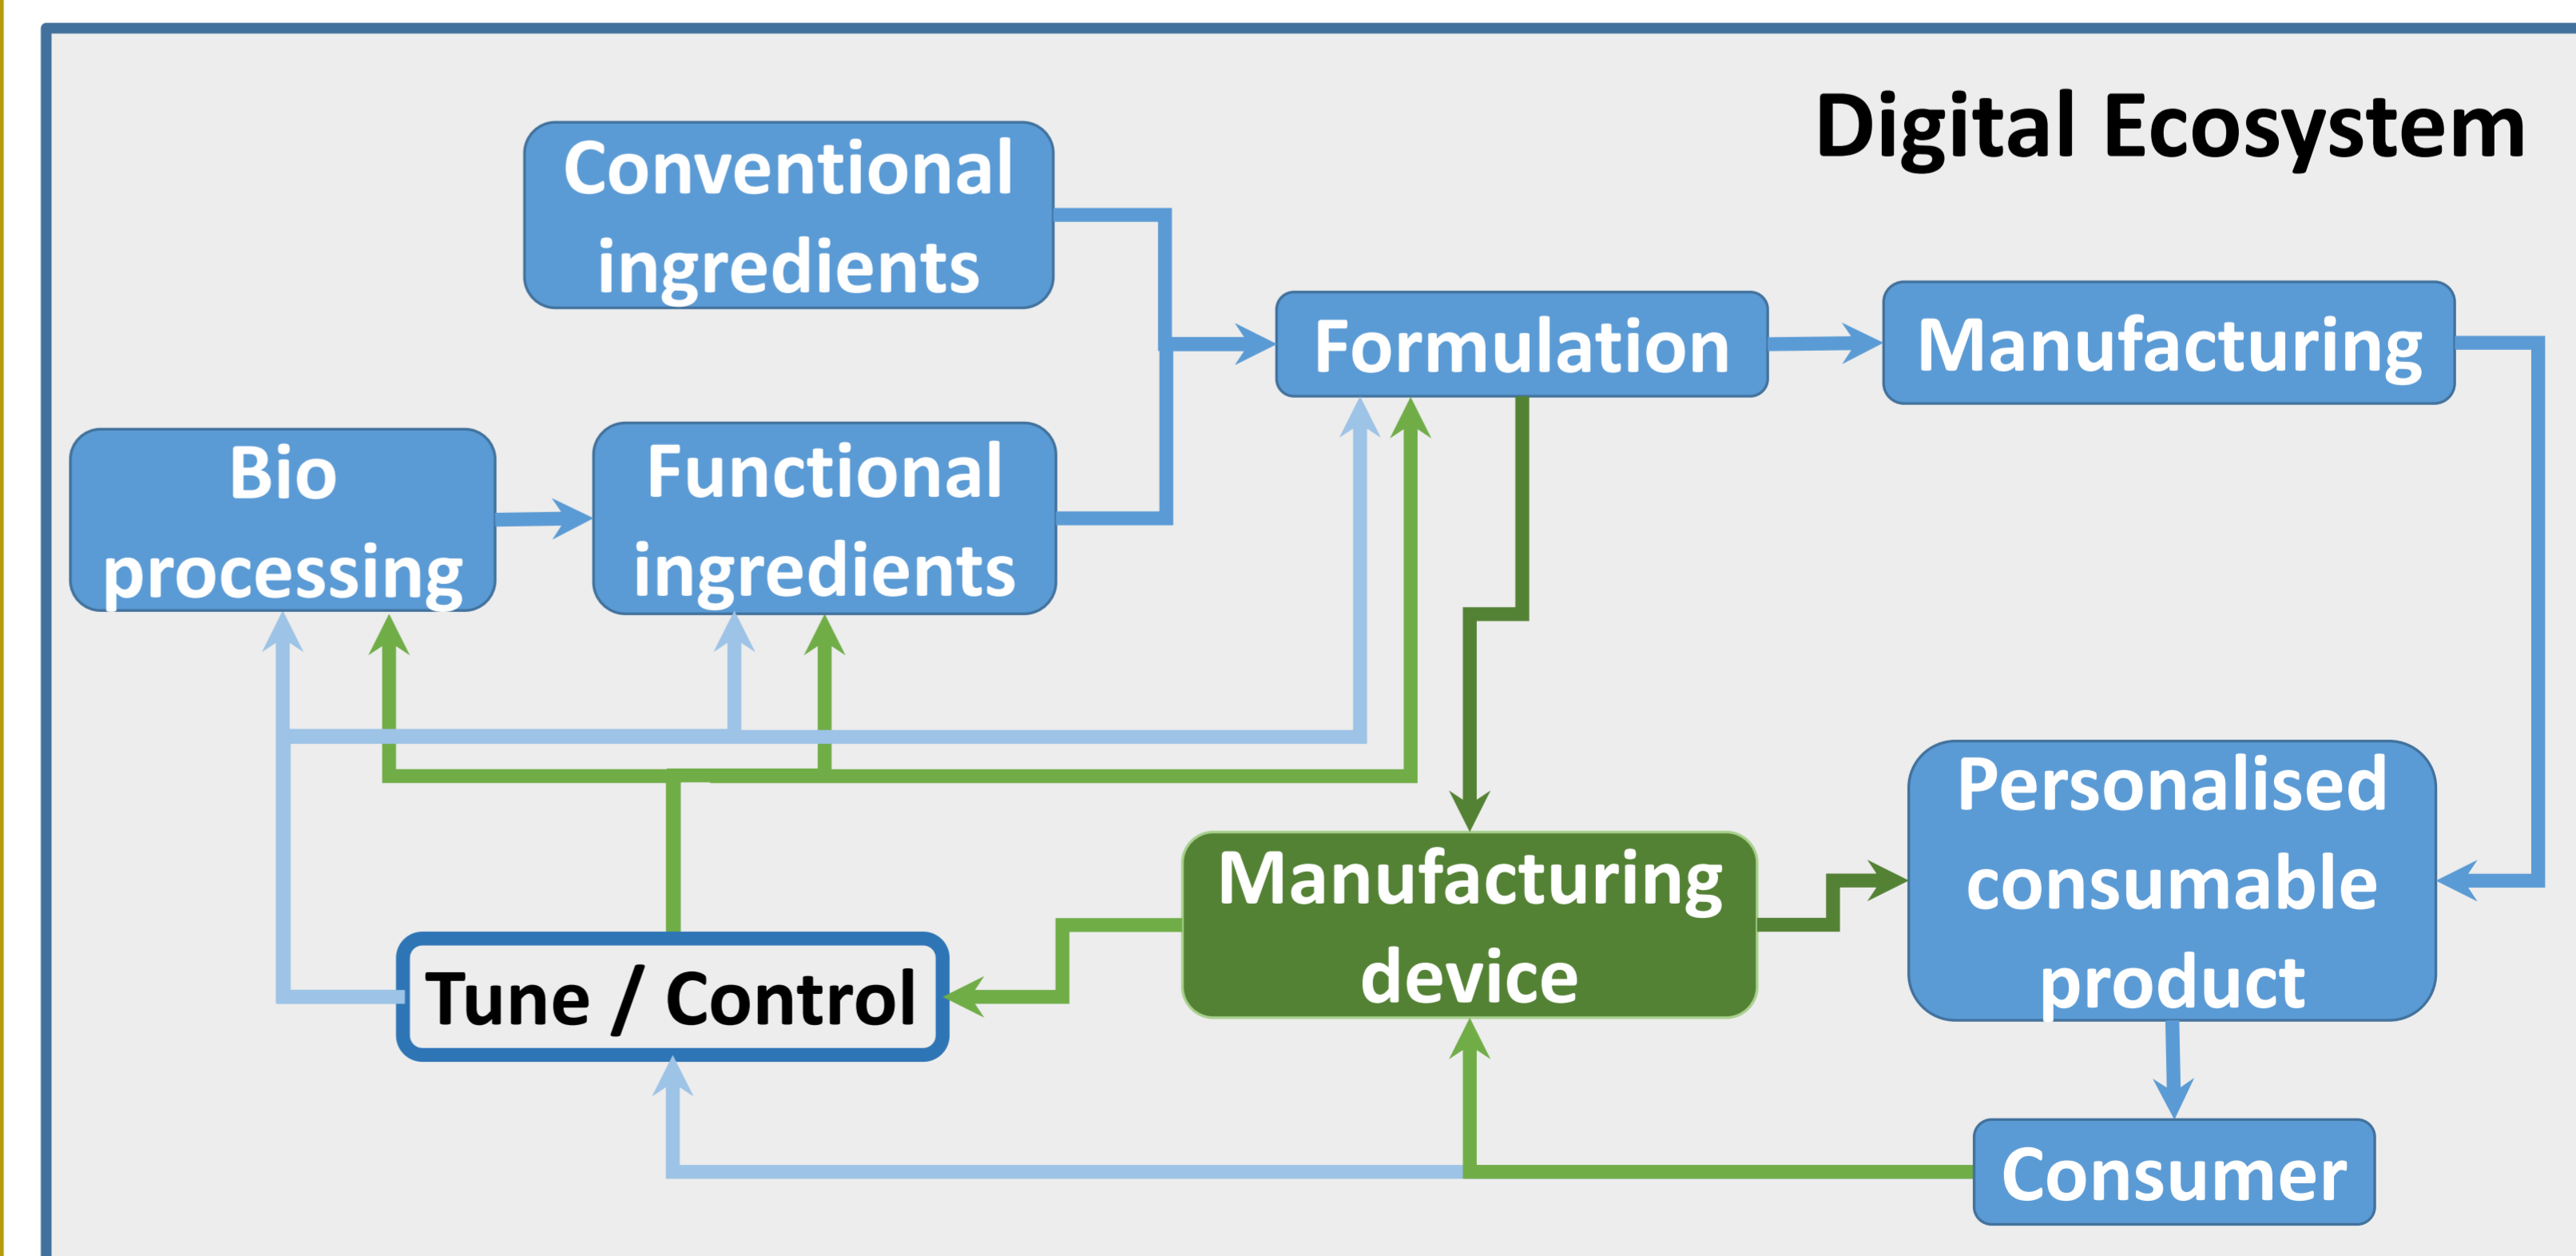 Digital Ecosystem
Conventional
ingredients
Formulation
Manufacturing
Bio
processing
Functional
ingredients
Personalised
consumable
product
Manufacturing
device
Tune / Control
Consumer